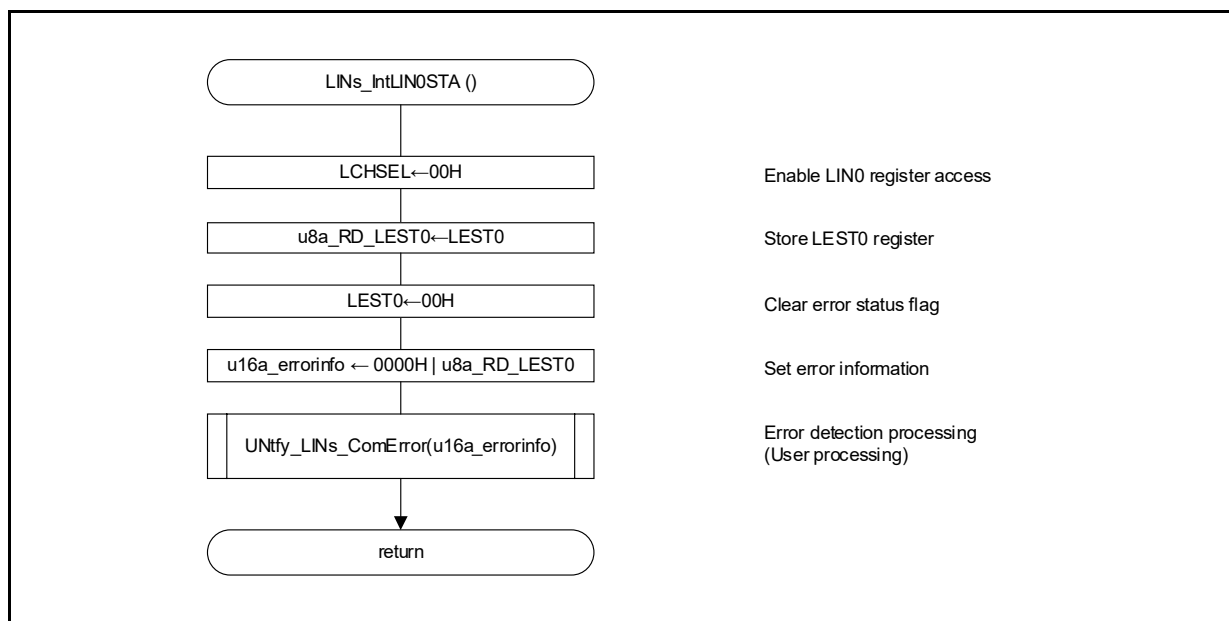 LINs_IntLIN0STA ()
LCHSEL←00H
Enable LIN0 register access
u8a_RD_LEST0←LEST0
Store LEST0 register
LEST0←00H
Clear error status flag
u16a_errorinfo ← 0000H | u8a_RD_LEST0
Set error information
UNtfy_LINs_ComError(u16a_errorinfo)
Error detection processing
(User processing)
return